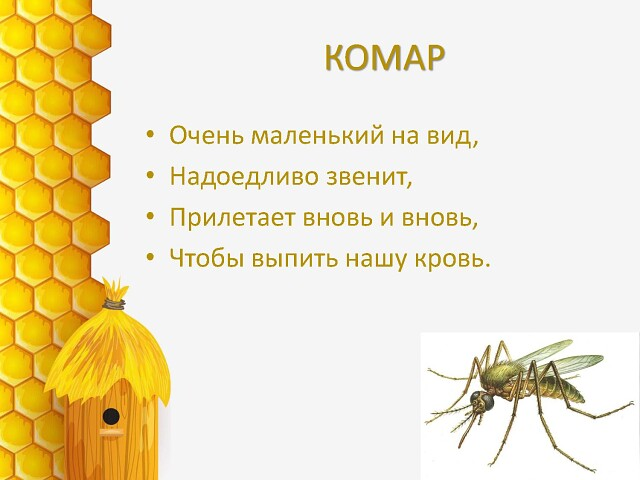 КОМАР
• Очень маленький на вид,
• Надоедливо звенит,
• Прилетает вновь и вновь,
• Чтобы выпить нашу кровь.